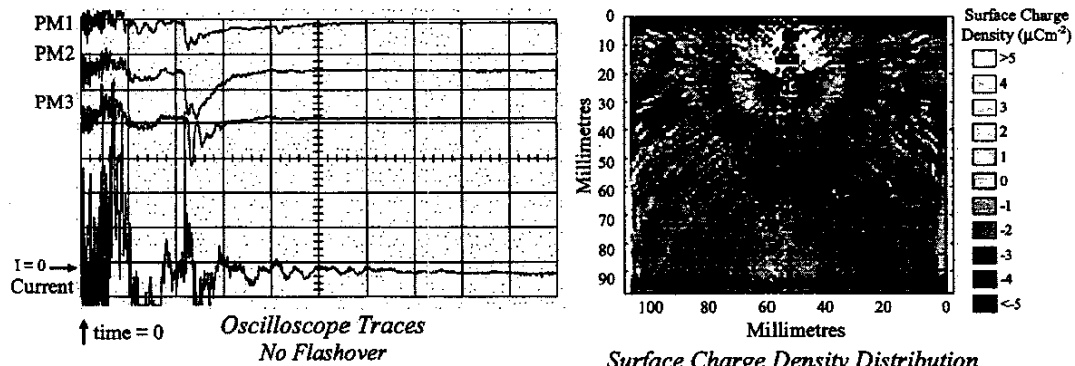 PM1
PM2
PM3
I = 0
Current
time = 0
Oscilloscope Traces
No Flashover
0
10
20
30
40
50
60
70
80
90
Millimetres
100 80 60 40 20 0
Millimetres
Surface Charge Density Distribution
Surface Charge
Density (μCm⁻²)
>5
4
3
2
1
0
-1
-2
-3
-4
<-5